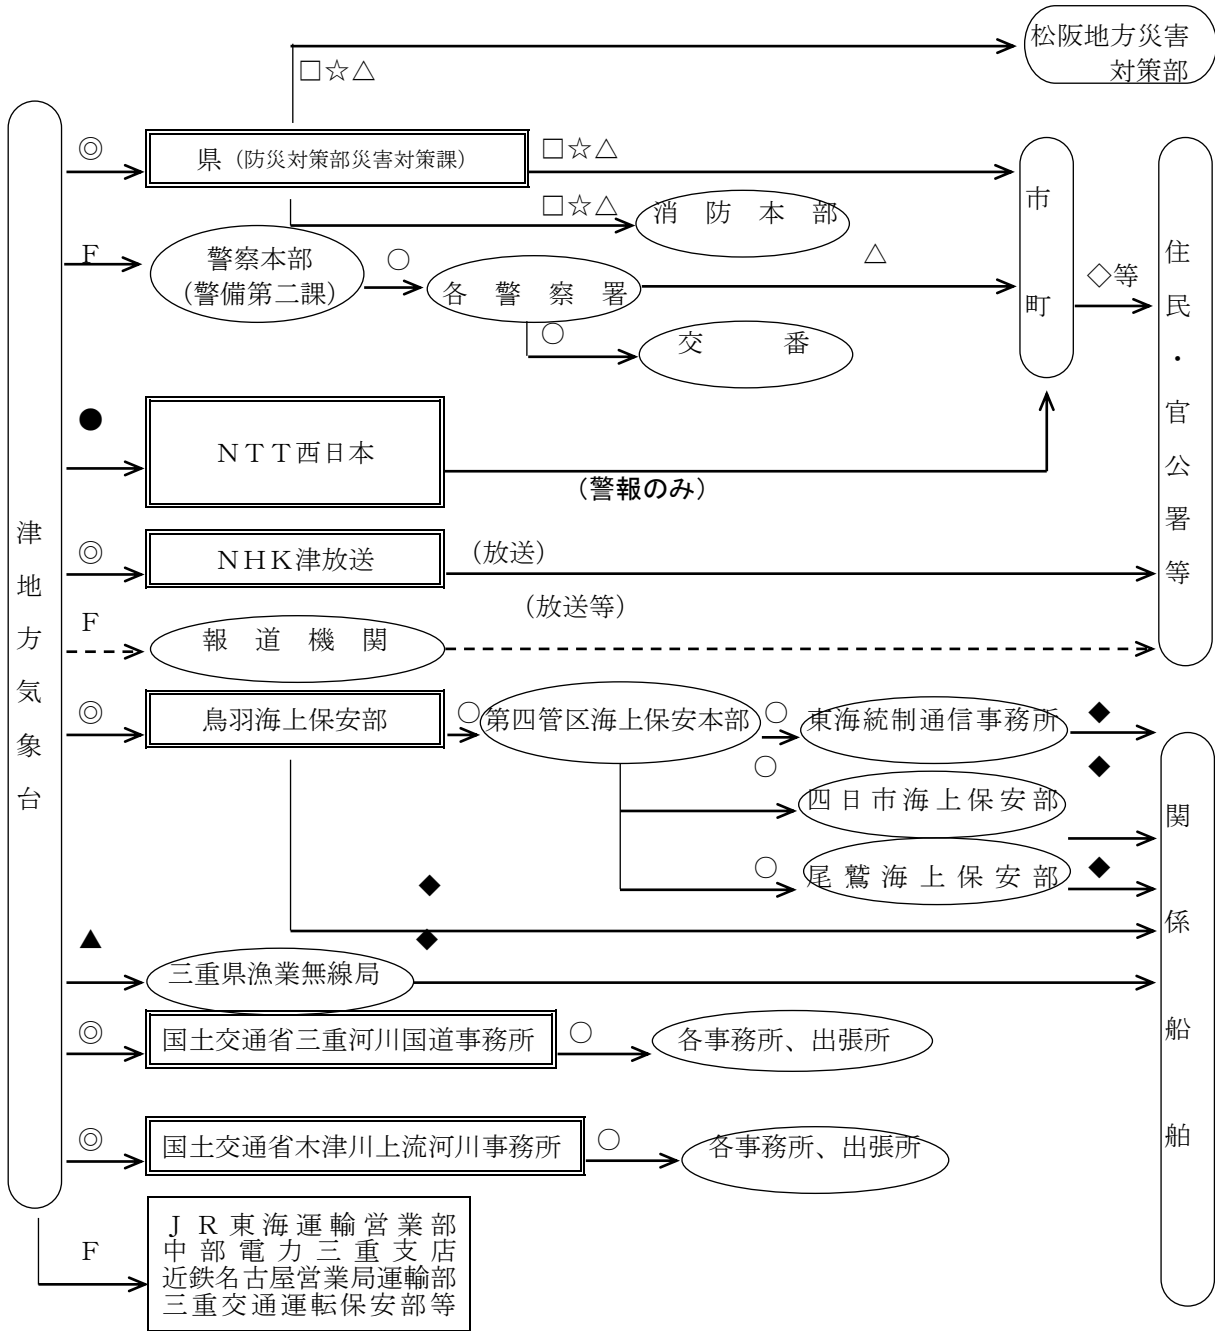 松阪地方災害
対策部
□☆△
◎
県（防災対策部災害対策課）
□☆△
□☆△
消防本部
F
警察本部
（警備第二課）
○
各警察署
△
○
交番
市町
◇等
住民・官公署等
●
ＮＴＴ西日本
（警報のみ）
津地方気象台
◎
ＮＨＫ津放送
（放送）
F
報道機関
（放送等）
◎
鳥羽海上保安部
○
第四管区海上保安本部
○
東海統制通信事務所
◆
○
四日市海上保安部
◆
○
尾鷲海上保安部
◆
◆
◆
関係船舶
▲
三重県漁業無線局
◎
国土交通省三重河川国道事務所
○
各事務所、出張所
◎
国土交通省木津川上流河川事務所
○
各事務所、出張所
F
ＪＲ東海運輸営業部
中部電力三重支店
近鉄名古屋営業局運輸部
三重交通運転保安部等